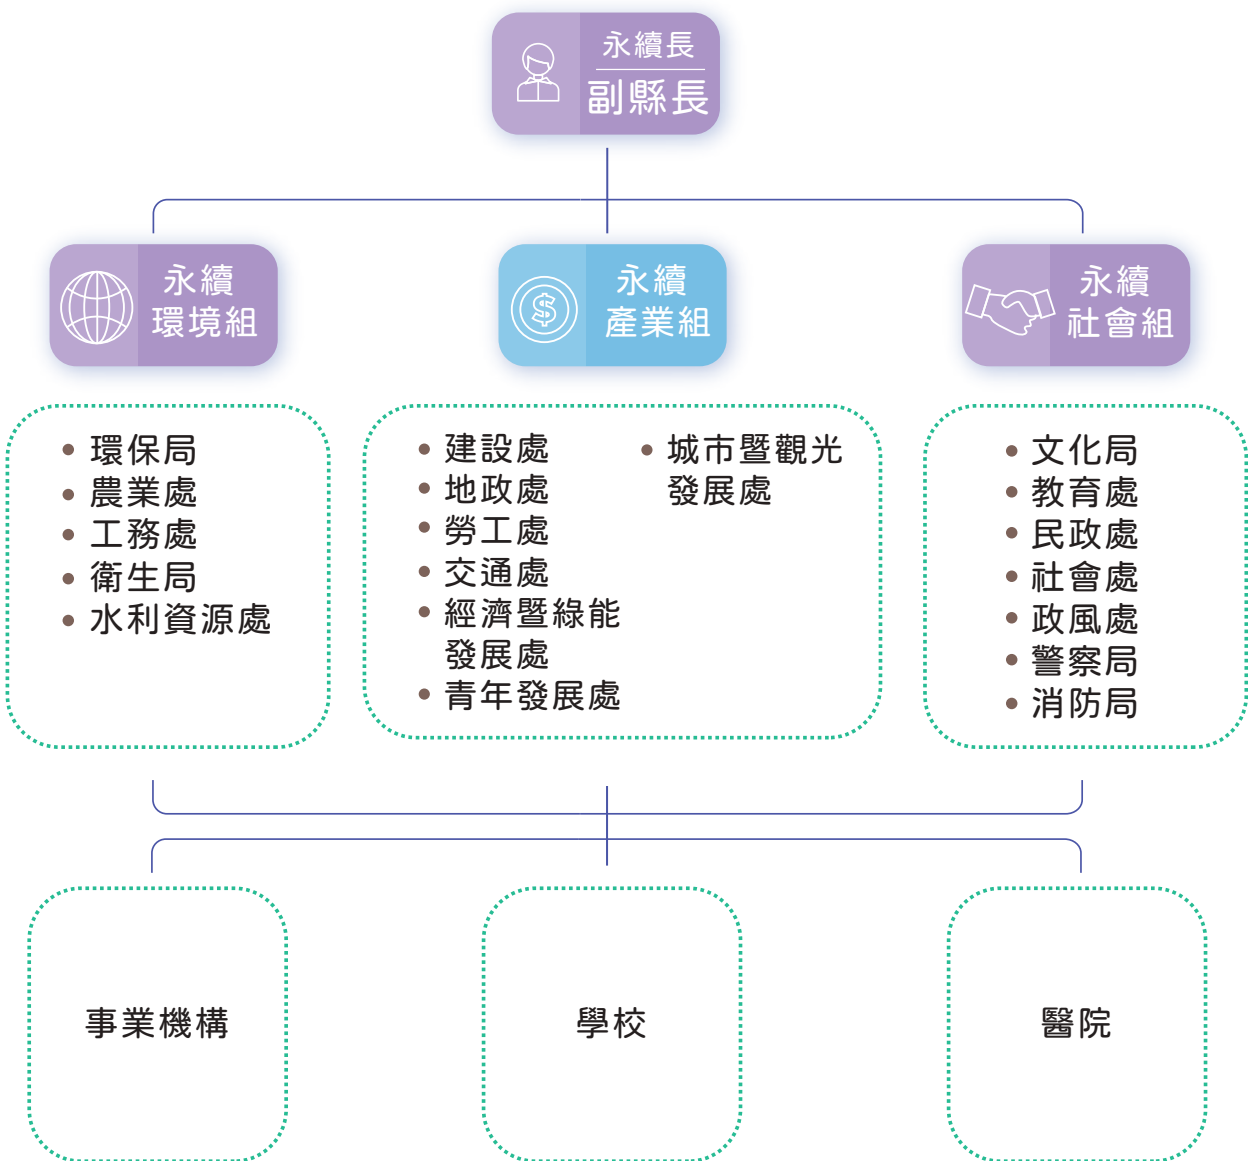 永續長
副縣長
永續
環境組
永續
產業組
永續
社會組
環保局
農業處
工務處
衛生局
水利資源處
建設處
地政處
勞工處
交通處
經濟暨綠能
發展處
青年發展處
城市暨觀光
發展處
文化局
教育處
民政處
社會處
政風處
警察局
消防局
事業機構
學校
醫院